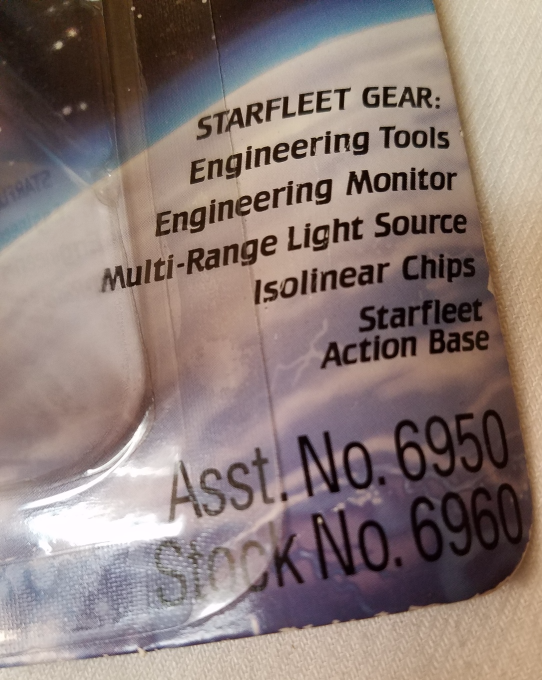 STARFLEET GEAR:
Engineering Tools
Engineering Monitor
Multi-Range Light Source
Isolinear Chips
Starfleet
Action Base
Asst. No. 6950
Stock No. 6960